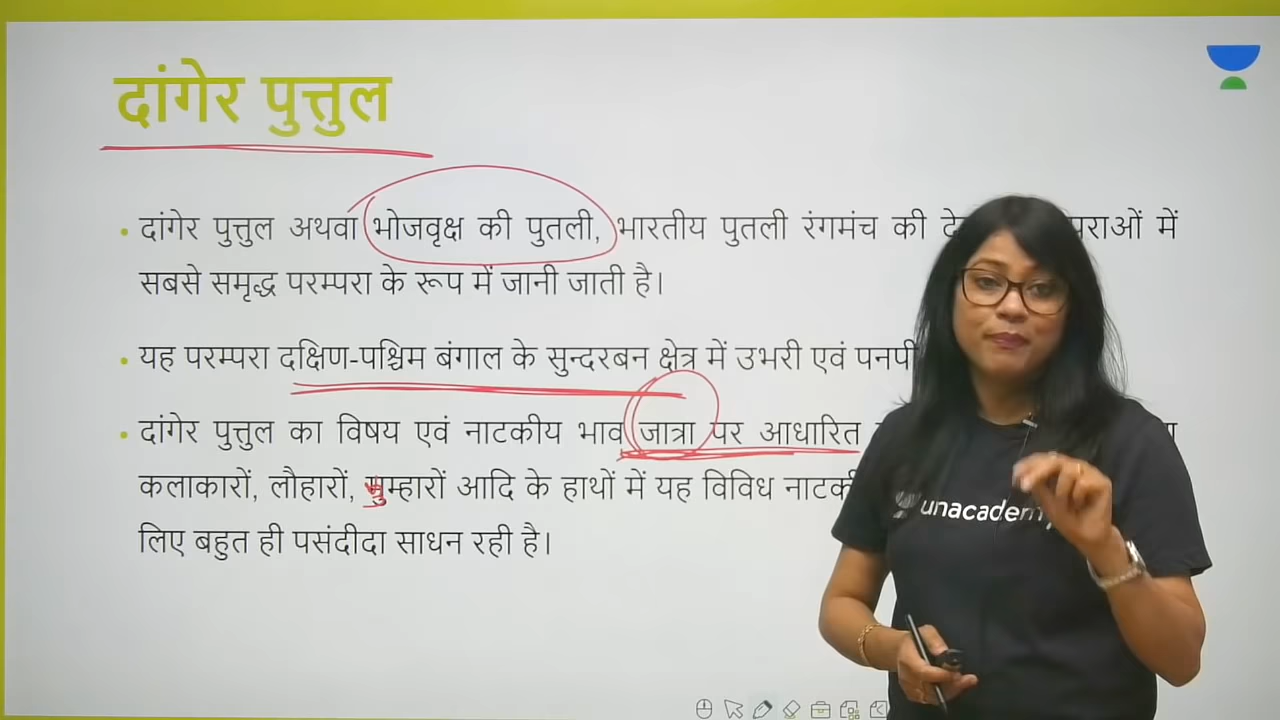 दांगेर पुत्तुल
• दांगेर पुत्तुल अथवा भोजवृक्ष की पुतली, भारतीय पुतली रंगमंच की में
सबसे समृद्ध परम्परा के रूप में जानी जाती है।
• यह परम्परा दक्षिण-पश्चिम बंगाल के सुन्दरबन क्षेत्र में उभरी एवं पनपी
• दांगेर पुत्तुल का विषय एवं नाटकीय भाव जात्रा पर आधारित
कलाकारों, लौहारों, आदि के हाथों में यह विविध
लिए बहुत ही पसंदीदा साधन रही है।
unacademy